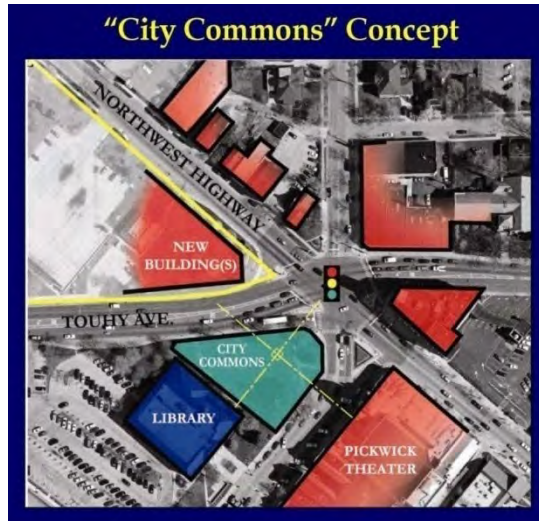 “City Commons” Concept
NORTHWEST HIGHWAY
NEW
BUILDING(S)
TOUHY AVE.
CITY
COMMONS
LIBRARY
PICKWICK
THEATER